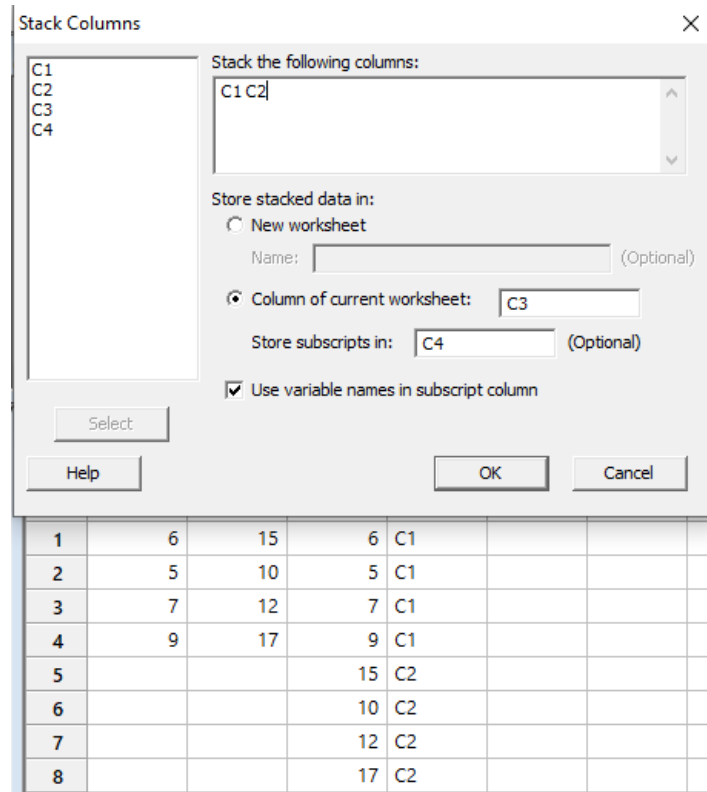 Stack Columns
C1
C2
C3
C4
Stack the following columns:
C1 C2
Store stacked data in:
New worksheet
Name: (Optional)
Column of current worksheet: C3
Store subscripts in: C4 (Optional)
Use variable names in subscript column
Select
Help OK Cancel
1 6 15 6 C1
2 5 10 5 C1
3 7 12 7 C1
4 9 17 9 C1
5 15 C2
6 10 C2
7 12 C2
8 17 C2